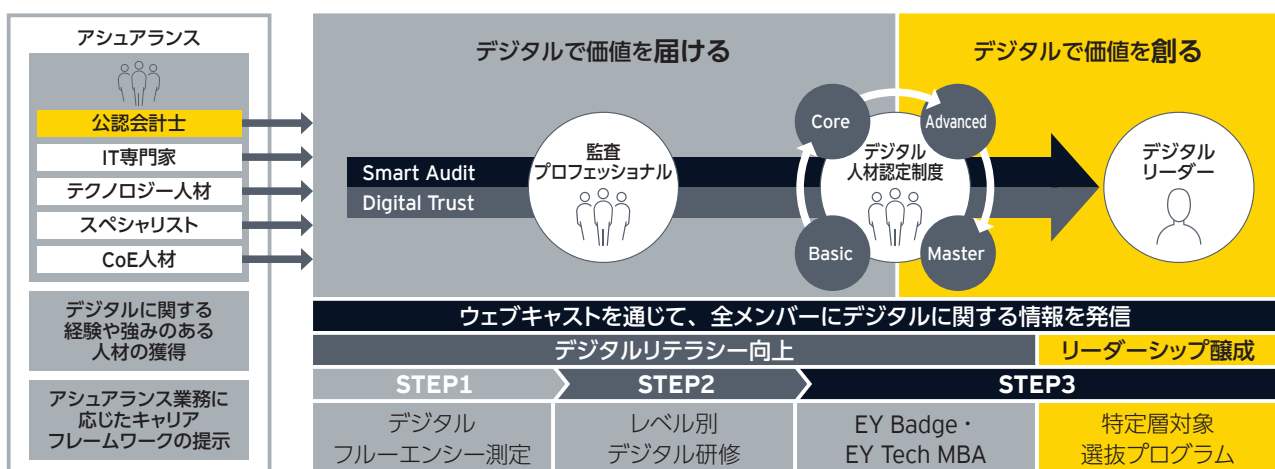 アシュアランス
公認会計士
IT専門家
テクノロジー人材
スペシャリスト
CoE人材
デジタルに関する
経験や強みのある
人材の獲得
アシュアランス業務に
応じたキャリア
フレームワークの提示
デジタルで価値を届ける
デジタルで価値を創る
Smart Audit
Digital Trust
監査
プロフェッショナル
Core
Advanced
デジタル
人材認定制度
Basic
Master
デジタル
リーダー
ウェブキャストを通じて、全メンバーにデジタルに関する情報を発信
デジタルリテラシー向上
リーダーシップ醸成
STEP1
STEP2
STEP3
デジタル
フルーエンシー測定
レベル別
デジタル研修
EY Badge・
EY Tech MBA
特定層対象
選抜プログラム